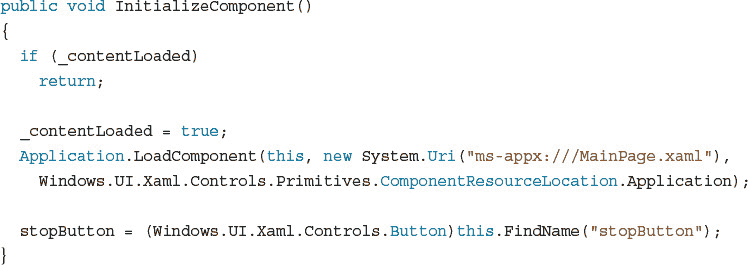 public void InitializeComponent()
{
  if (_contentLoaded)
    return;

  _contentLoaded = true;
  Application.LoadComponent(this, new System.Uri("ms-appx:///MainPage.xaml"),
    Windows.UI.Xaml.Controls.Primitives.ComponentResourceLocation.Application);

  stopButton = (Windows.UI.Xaml.Controls.Button)this.FindName("stopButton");
}